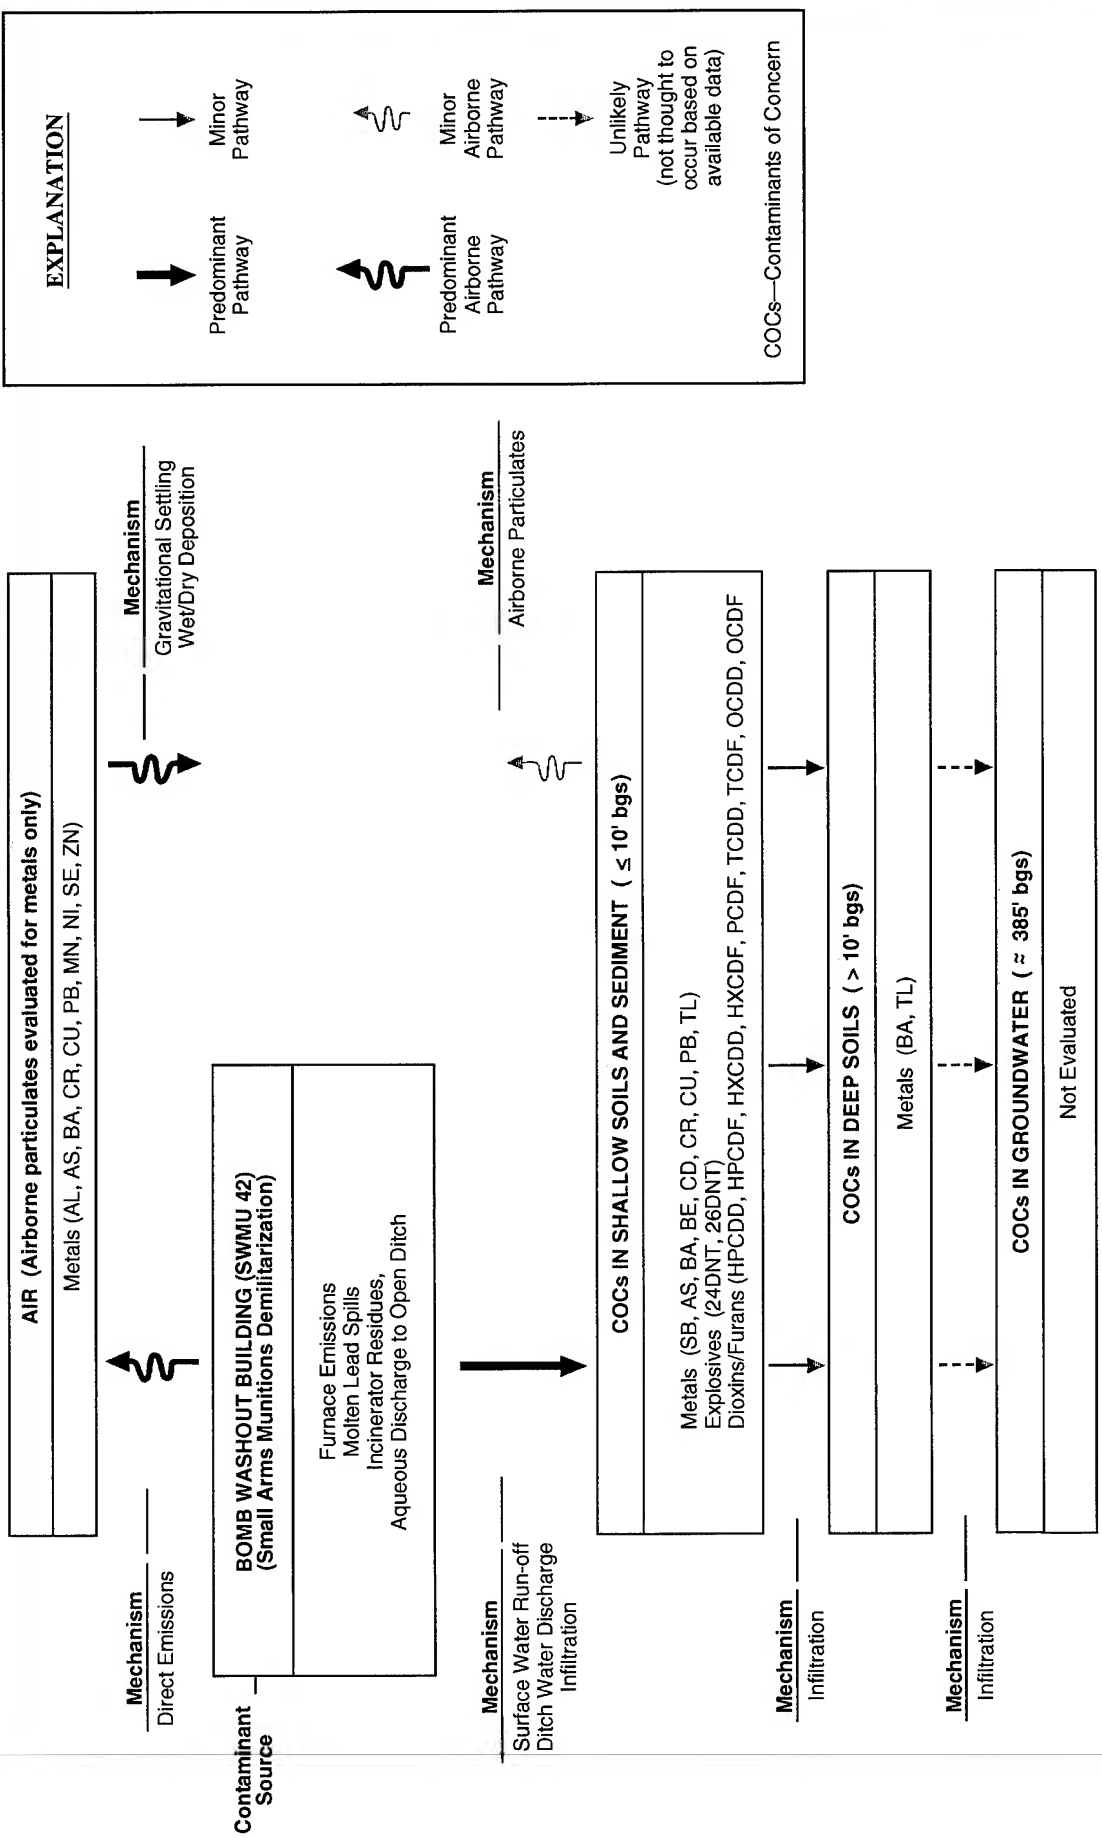 AIR (Airborne particulates evaluated for metals only)
Metals (AL, AS, BA, CR, CU, PB, MN, NI, SE, ZN)
Mechanism
Direct Emissions
Mechanism
Gravitational Settling
Wet/Dry Deposition
Contaminant
Source
BOMB WASHOUT BUILDING (SWMU 42)
(Small Arms Munitions Demilitarization)
Furnace Emissions
Molten Lead Spills
Incinerator Residues,
Aqueous Discharge to Open Ditch
Mechanism
Surface Water Run-off
Ditch Water Discharge
Infiltration
Mechanism
Airborne Particulates
COCs IN SHALLOW SOILS AND SEDIMENT ( ≤ 10' bgs)
Metals (SB, AS, BA, BE, CD, CR, CU, PB, TL)
Explosives (24DNT, 26DNT)
Dioxins/Furans (HPCDD, HPCDF, HXCDD, HXCDF, PCDF, TCDD, TCDF, OCDD, OCDF
Mechanism
Infiltration
COCs IN DEEP SOILS ( > 10' bgs)
Metals (BA, TL)
Mechanism
Infiltration
COCs IN GROUNDWATER ( ≈ 385' bgs)
Not Evaluated
EXPLANATION
Predominant
Pathway
Minor
Pathway
Predominant
Airborne
Pathway
Minor
Airborne
Pathway
Unlikely
Pathway
(not thought to
occur based on
available data)
COCs—Contaminants of Concern